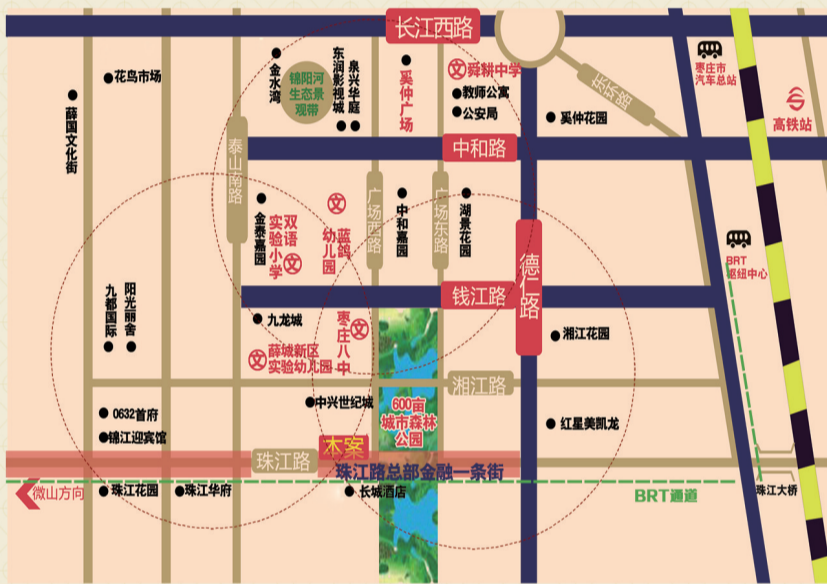 长江西路
花鸟市场
薛国文化街
金水湾
锦阳河
生态景
观带
东润影视城
泉兴华庭
奚仲广场
文
舜耕中学
教师公寓
公安局
奚仲花园
东环路
枣庄市
汽车总站
高铁站
中和路
泰山南路
金泰嘉园
双语
实验小学
文
文
蓝鸽
幼儿园
广场西路
中和嘉园
广场东路
湖景花园
德仁路
BRT
枢纽中心
九都国际
阳光丽舍
钱江路
九龙城
枣庄八中
文
文
薛城新区
实验幼儿园
湘江花园
湘江路
0632首府
锦江迎宾馆
中兴世纪城
600亩
城市森林
公园
红星美凯龙
本案
珠江路
珠江路总部金融一条街
微山方向
珠江花园
珠江华府
长城酒店
BRT通道
珠江大桥